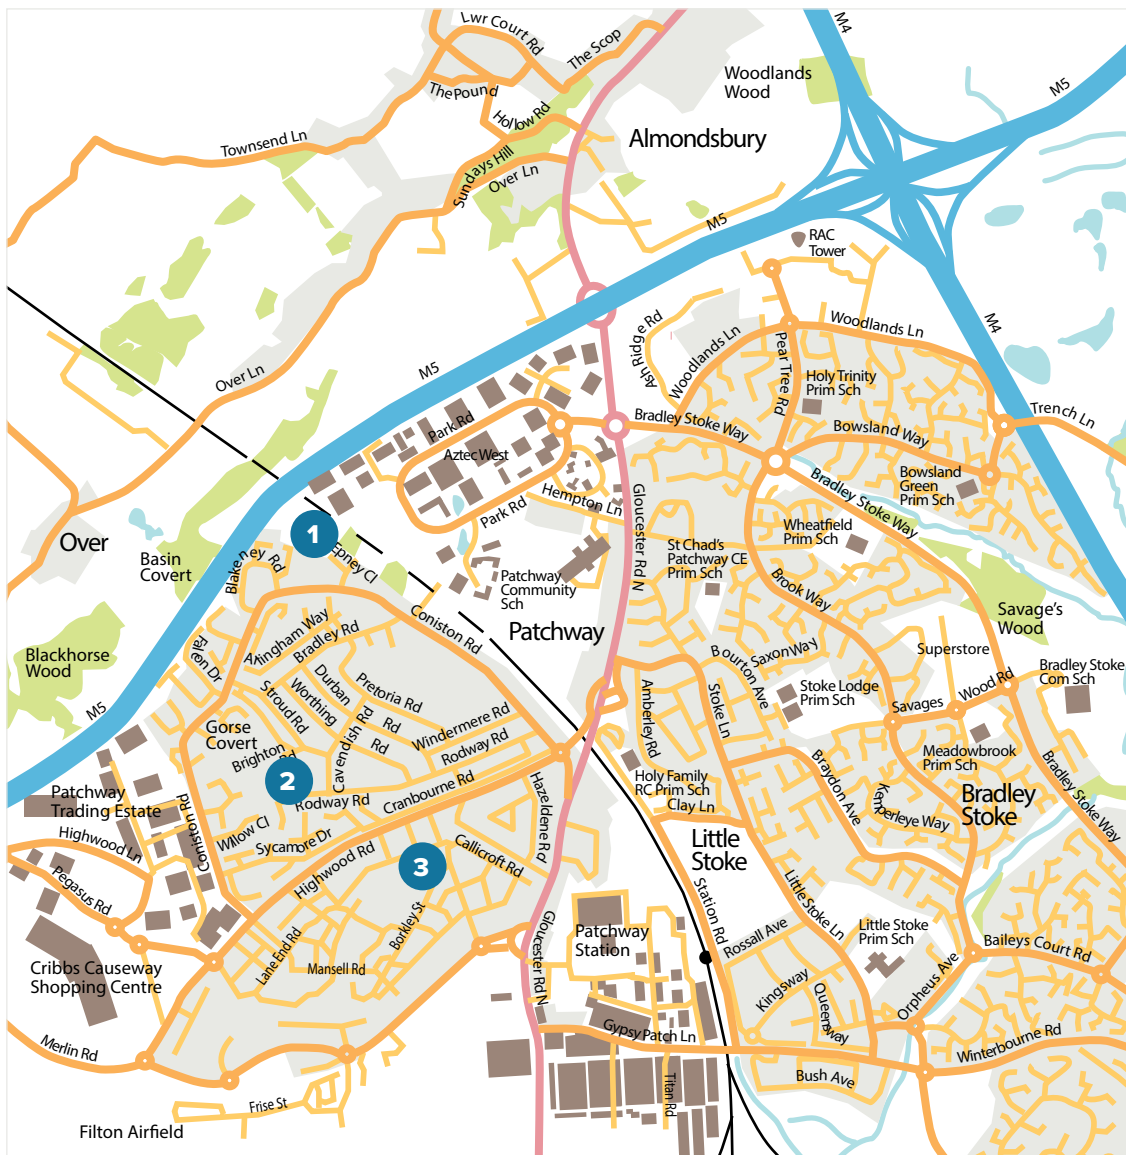 Lwr Court Rd
The Scop
M4
Woodlands
Wood
M5
The Pound
Hollow Rd
Townsend Ln
Almondsbury
Sundays Hill
Over Ln
M5
RAC
Tower
M4
Ash Ridge Rd
Woodlands Ln
Woodlands Ln
Pear Tree Rd
Over Ln
M5
Holy Trinity
Prim Sch
Trench Ln
Park Rd
Bradley Stoke Way
Bowsland Way
Aztec West
Bowsland
Green
Prim Sch
Bradley Stoke Way
Hempton Ln
Park Rd
Gloucester Rd N
Wheatfield
Prim Sch
1
Over
Basin
Covert
Blakeney Rd
Epney Cl
St Chad's
Patchway CE
Prim Sch
Patchway
Community
Sch
Brook Way
Savage's
Wood
Coniston Rd
Patchway
Arlingham Way
Bradley Rd
Falfon Dr
Blackhorse
Wood
Bourton Ave
Saxon Way
Superstore
Bradley Stoke
Com Sch
Durban
Rd
Pretoria Rd
Worthing
Rd
Stroud Rd
Amberley Rd
Stoke Ln
Stoke Lodge
Prim Sch
Savages
Wood Rd
M5
Gorse
Covert
Cavendish Rd
Windermere Rd
Brighton
Rd
Rodway Rd
Meadowbrook
Prim Sch
2
Cranbourne Rd
Hazeldene Rd
Holy Family
RC Prim Sch
Clay Ln
Braydon Ave
Kemperleye Way
Bradley
Stoke
Bradley Stoke Way
Patchway
Trading Estate
Rodway Rd
Coniston Rd
Willow Cl
Sycamore Dr
Highwood Ln
Little
Stoke
Callicroft Rd
3
Highwood Rd
Pegasus Rd
Station Rd
Little Stoke Ln
Borkley St
Gloucester Rd N
Patchway
Station
Rossall Ave
Little Stoke
Prim Sch
Baileys Court Rd
Lane End Rd
Mansell Rd
Cribbs Causeway
Shopping Centre
Kingsway
Queensway
Orpheus Ave
Merlin Rd
Gypsy Patch Ln
Winterbourne Rd
Titan Rd
Bush Ave
Frise St
Filton Airfield